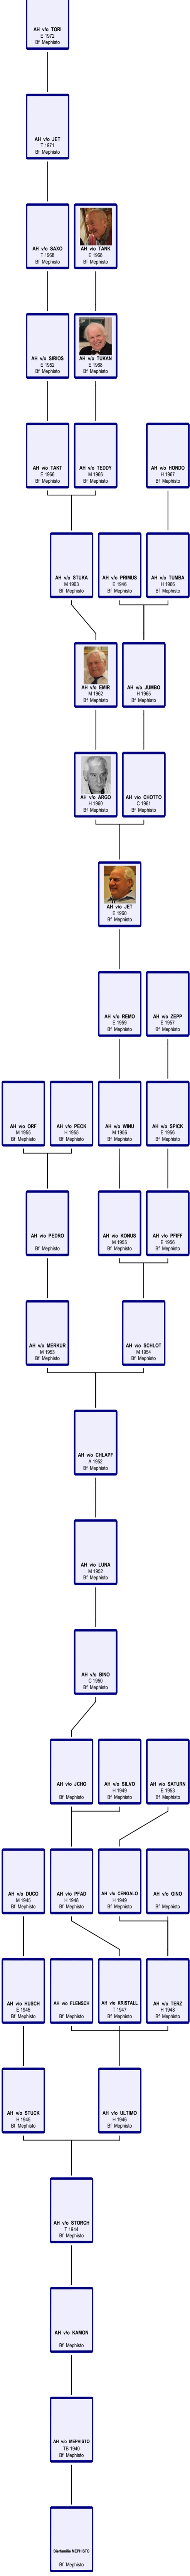 AH v/o TORI
E 1972
Bf Mephisto
AH v/o JET
T 1971
Bf Mephisto
AH v/o SAXO
T 1968
Bf Mephisto
AH v/o TANK
E 1968
Bf Mephisto
AH v/o SIRIOS
E 1952
Bf Mephisto
AH v/o TUKAN
E 1968
Bf Mephisto
AH v/o TAKT
E 1966
Bf Mephisto
AH v/o TEDDY
M 1966
Bf Mephisto
AH v/o HONDO
H 1967
Bf Mephisto
AH v/o STUKA
M 1963
Bf Mephisto
AH v/o PRIMUS
E 1946
Bf Mephisto
AH v/o TUMBA
H 1966
Bf Mephisto
AH v/o EMIR
M 1962
Bf Mephisto
AH v/o JUMBO
H 1965
Bf Mephisto
AH v/o ARGO
H 1960
Bf Mephisto
AH v/o CHOTTO
C 1961
Bf Mephisto
AH v/o JET
E 1960
Bf Mephisto
AH v/o REMO
E 1959
Bf Mephisto
AH v/o ZEPP
E 1957
Bf Mephisto
AH v/o ORF
M 1955
Bf Mephisto
AH v/o PECK
H 1955
Bf Mephisto
AH v/o WINU
M 1956
Bf Mephisto
AH v/o SPICK
E 1956
Bf Mephisto
AH v/o PEDRO
Bf Mephisto
AH v/o KONUS
M 1955
Bf Mephisto
AH v/o PFIFF
E 1956
Bf Mephisto
AH v/o MERKUR
M 1953
Bf Mephisto
AH v/o SCHLOT
M 1954
Bf Mephisto
AH v/o CHLAPF
A 1952
Bf Mephisto
AH v/o LUNA
M 1952
Bf Mephisto
AH v/o BINO
C 1950
Bf Mephisto
AH v/o JCHO
Bf Mephisto
AH v/o SILVO
H 1949
Bf Mephisto
AH v/o SATURN
E 1953
Bf Mephisto
AH v/o DUCO
M 1945
Bf Mephisto
AH v/o PFAD
H 1948
Bf Mephisto
AH v/o CENGALO
H 1949
Bf Mephisto
AH v/o GINO
Bf Mephisto
AH v/o HUSCH
E 1945
Bf Mephisto
AH v/o FLENSCH
Bf Mephisto
AH v/o KRISTALL
T 1947
Bf Mephisto
AH v/o TERZ
H 1948
Bf Mephisto
AH v/o STUCK
H 1945
Bf Mephisto
AH v/o ULTIMO
H 1946
Bf Mephisto
AH v/o STORCH
T 1944
Bf Mephisto
AH v/o KAMON
Bf Mephisto
AH v/o MEPHISTO
TB 1940
Bf Mephisto
Bierfamilie MEPHISTO
Bf Mephisto